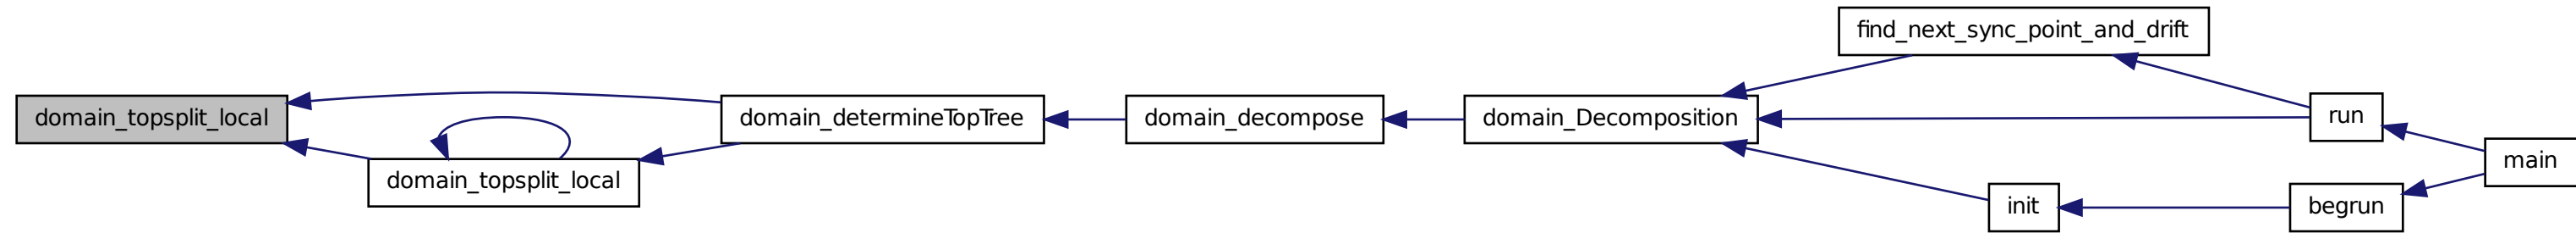 domain_topsplit_local
domain_topsplit_local
domain_determineTopTree
domain_decompose
domain_Decomposition
find_next_sync_point_and_drift
init
run
begrun
main